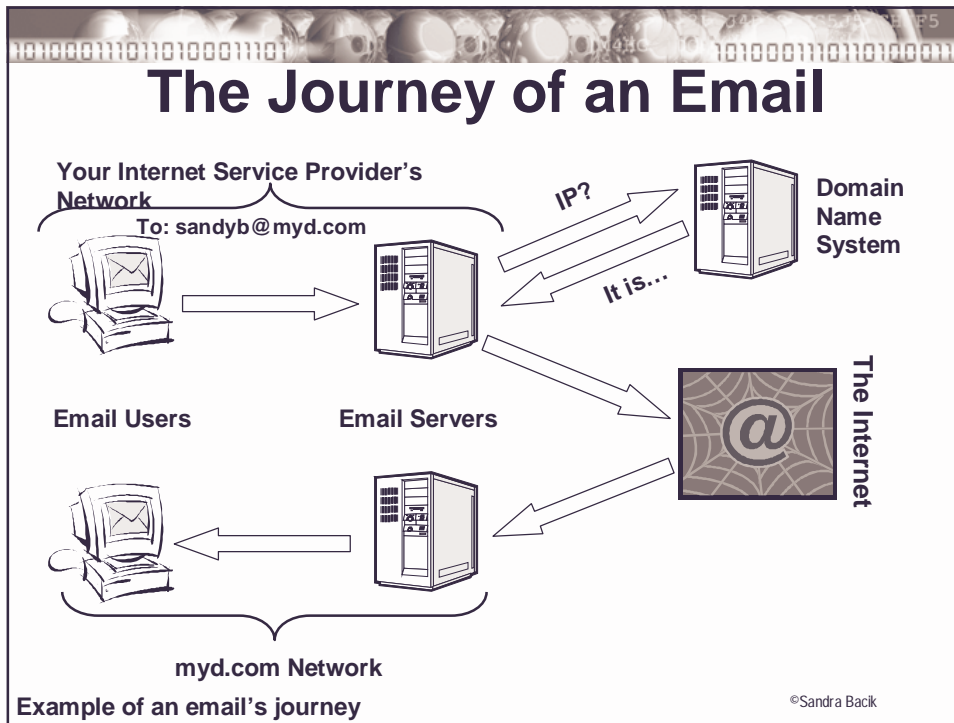 The Journey of an Email
Your Internet Service Provider's
Network
To: sandyb@myd.com
IP?
It is...
Domain
Name
System
Email Users
Email Servers
@
The Internet
myd.com Network
Example of an email's journey
©Sandra Bacik